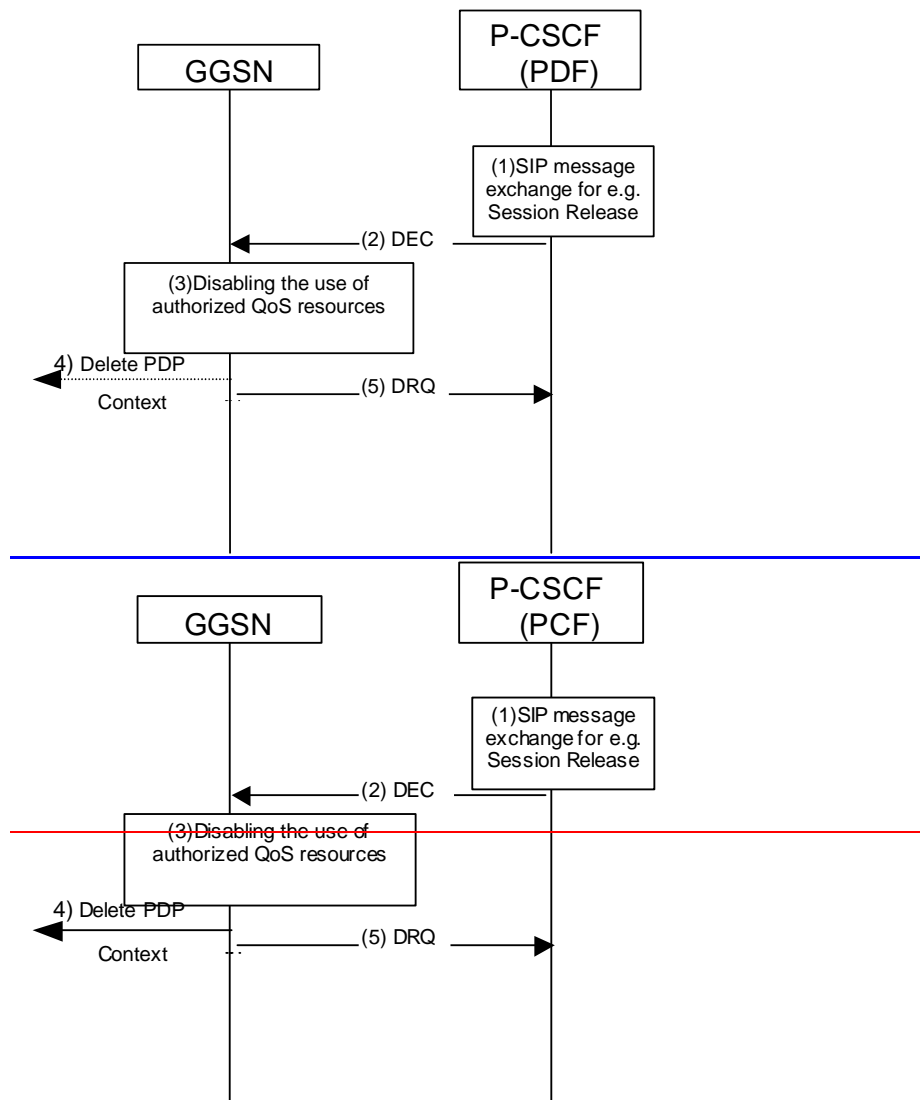 P-CSCF
(PDF)
GGSN
(1)SIP message
exchange for e.g.
Session Release
(2) DEC
(3)Disabling the use of
authorized QoS resources
4) Delete PDP
Context
(5) DRQ
P-CSCF
(PCF)
GGSN
(1)SIP message
exchange for e.g.
Session Release
(2) DEC
(3)Disabling the use of
authorized QoS resources
4) Delete PDP
Context
(5) DRQ